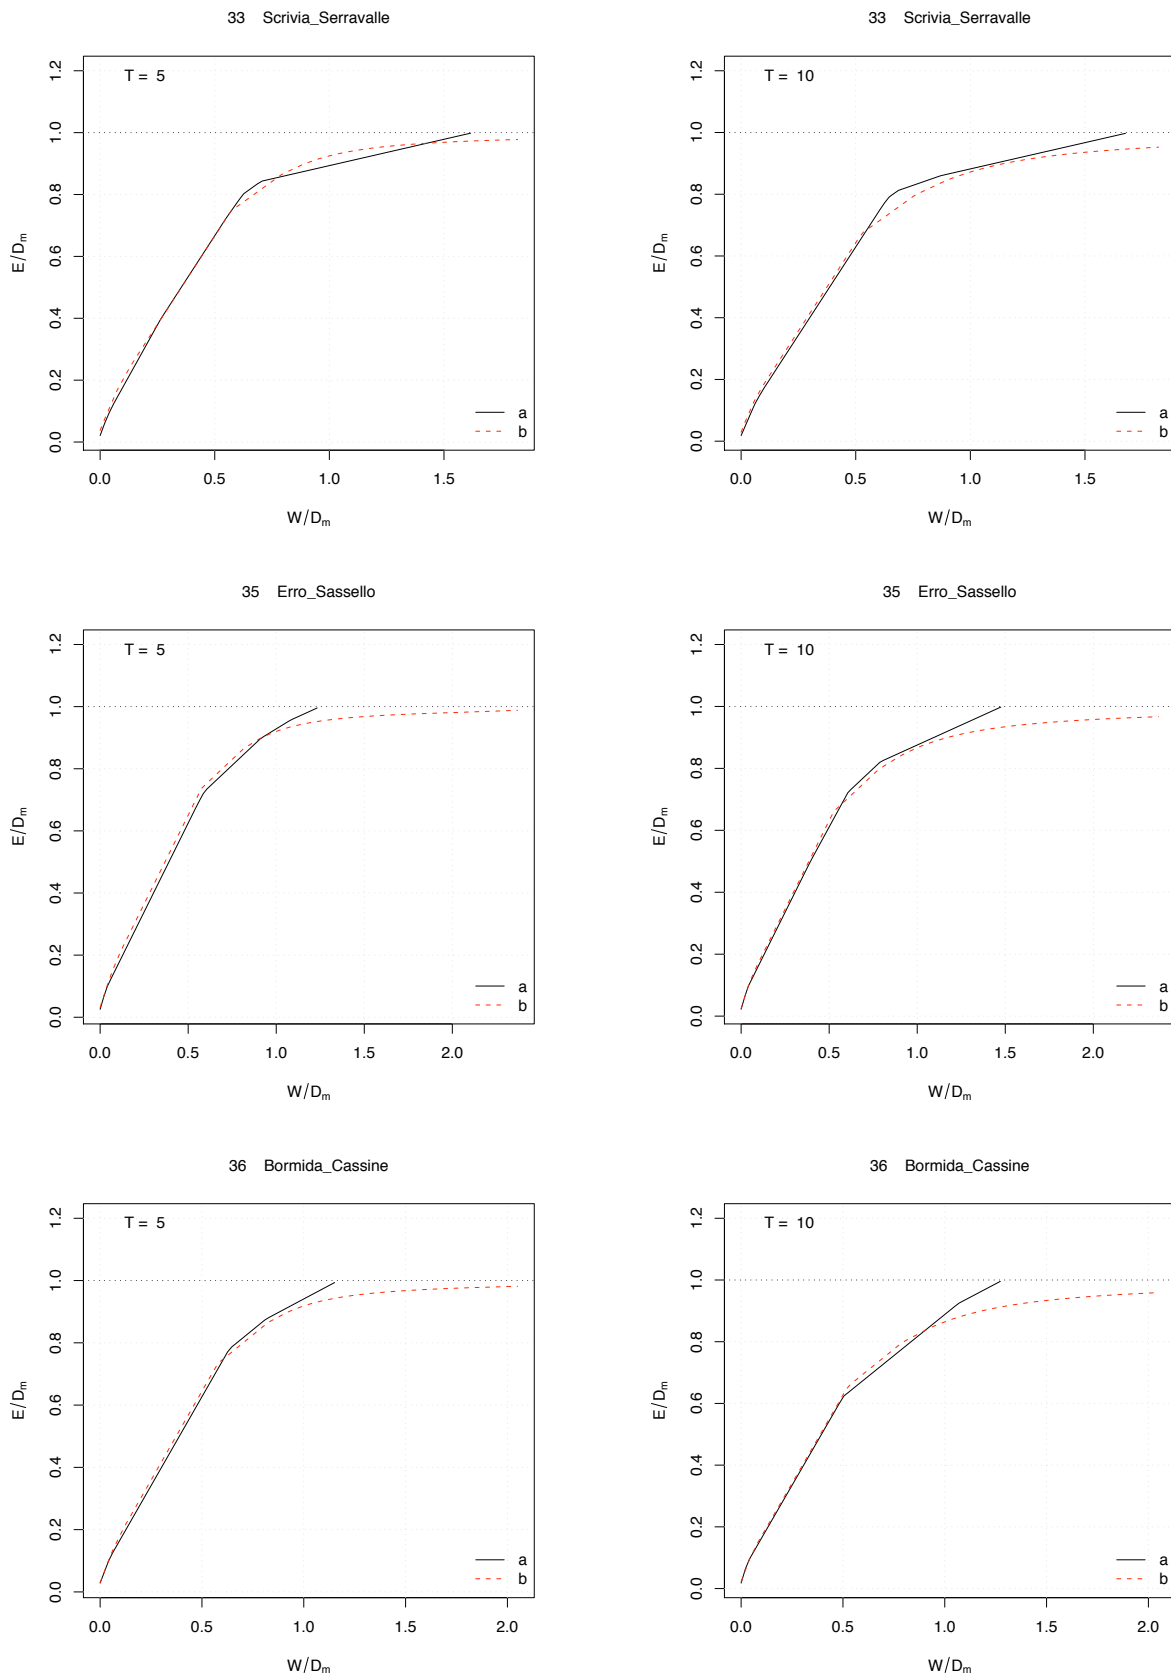 33 Scrivia_Serravalle
T = 5
1.2
1.0
0.8
0.6
0.4
0.2
0.0
E/Dm
a
b
0.0 0.5 1.0 1.5
W/Dm
33 Scrivia_Serravalle
T = 10
1.2
1.0
0.8
0.6
0.4
0.2
0.0
E/Dm
a
b
0.0 0.5 1.0 1.5
W/Dm
35 Erro_Sassello
T = 5
1.2
1.0
0.8
0.6
0.4
0.2
0.0
E/Dm
a
b
0.0 0.5 1.0 1.5 2.0
W/Dm
35 Erro_Sassello
T = 10
1.2
1.0
0.8
0.6
0.4
0.2
0.0
E/Dm
a
b
0.0 0.5 1.0 1.5 2.0
W/Dm
36 Bormida_Cassine
T = 5
1.2
1.0
0.8
0.6
0.4
0.2
0.0
E/Dm
a
b
0.0 0.5 1.0 1.5 2.0
W/Dm
36 Bormida_Cassine
T = 10
1.2
1.0
0.8
0.6
0.4
0.2
0.0
E/Dm
a
b
0.0 0.5 1.0 1.5 2.0
W/Dm